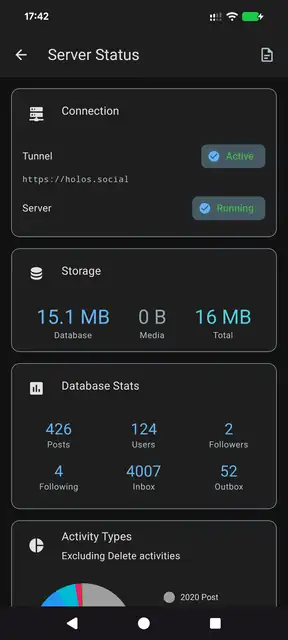 17:42
Server Status
Connection
Tunnel
Active
https://holos.social
Server
Running
Storage
15.1 MB
0 B
16 MB
Database
Media
Total
Database Stats
426
124
2
Posts
Users
Followers
4
4007
52
Following
Inbox
Outbox
Activity Types
Excluding Delete activities
2020 Post